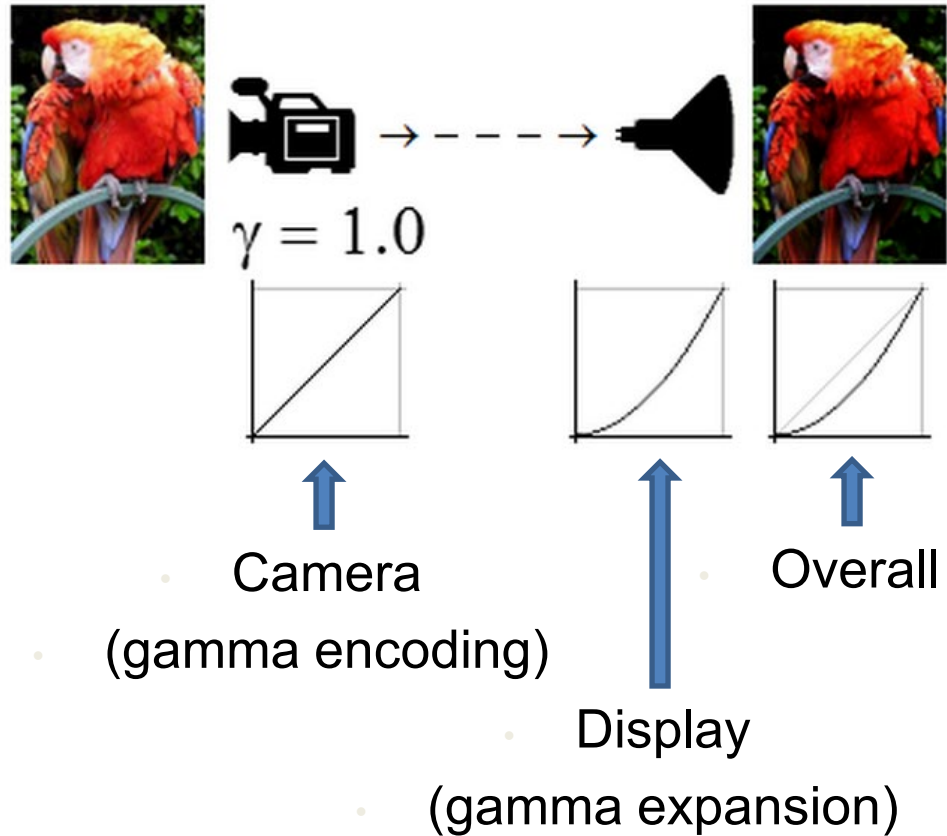 γ = 1.0
Camera
(gamma encoding)
Overall
Display
(gamma expansion)